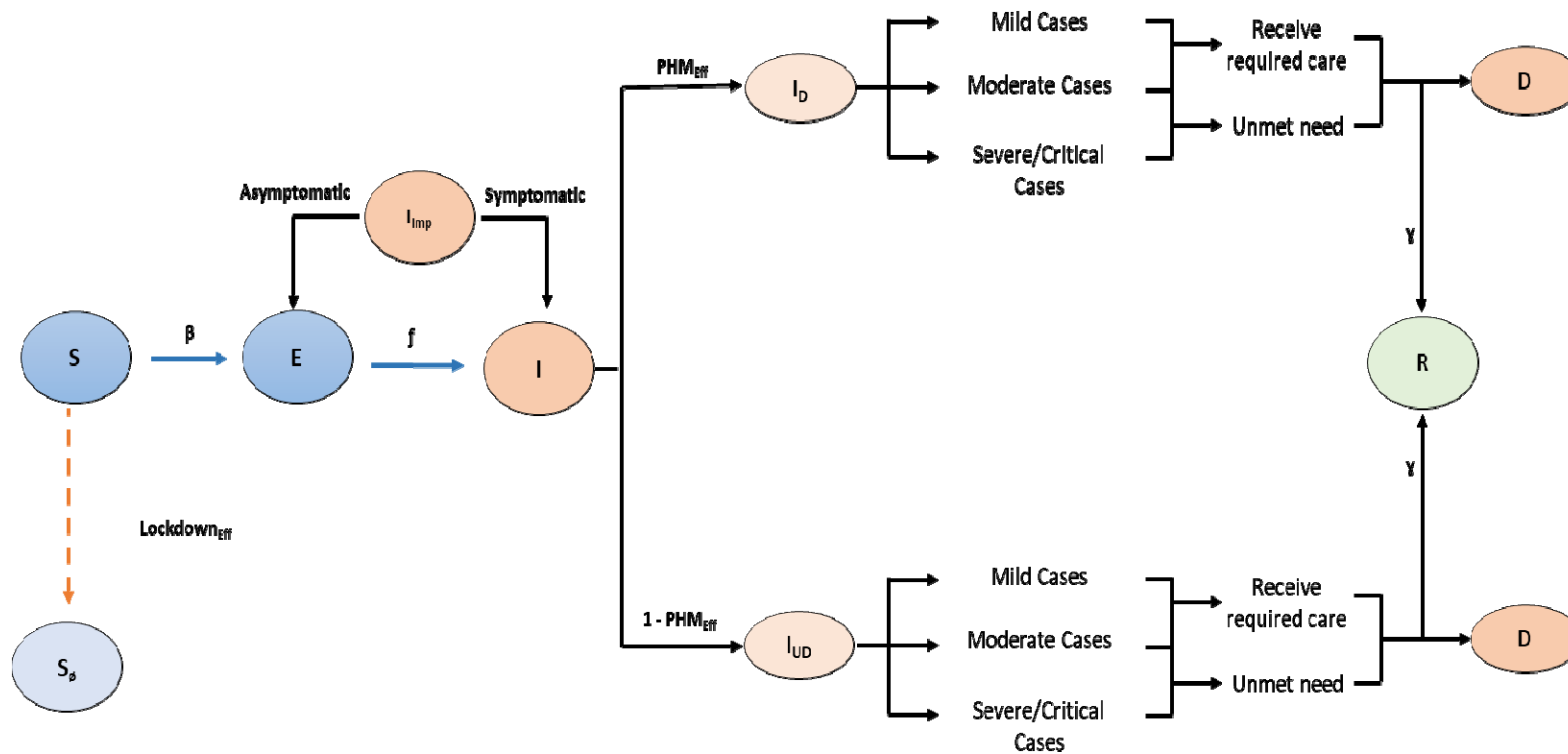 Mild Cases
Receive
required care
PHM_Eff
I_D
Moderate Cases
D
Unmet need
Severe/Critical
Cases
Asymptomatic
I_Imp
Symptomatic
γ
S
β
E
ƒ
I
R
γ
Lockdown_Eff
Mild Cases
Receive
required care
1 - PHM_Eff
I_UD
Moderate Cases
D
S_ø
Unmet need
Severe/Critical
Cases